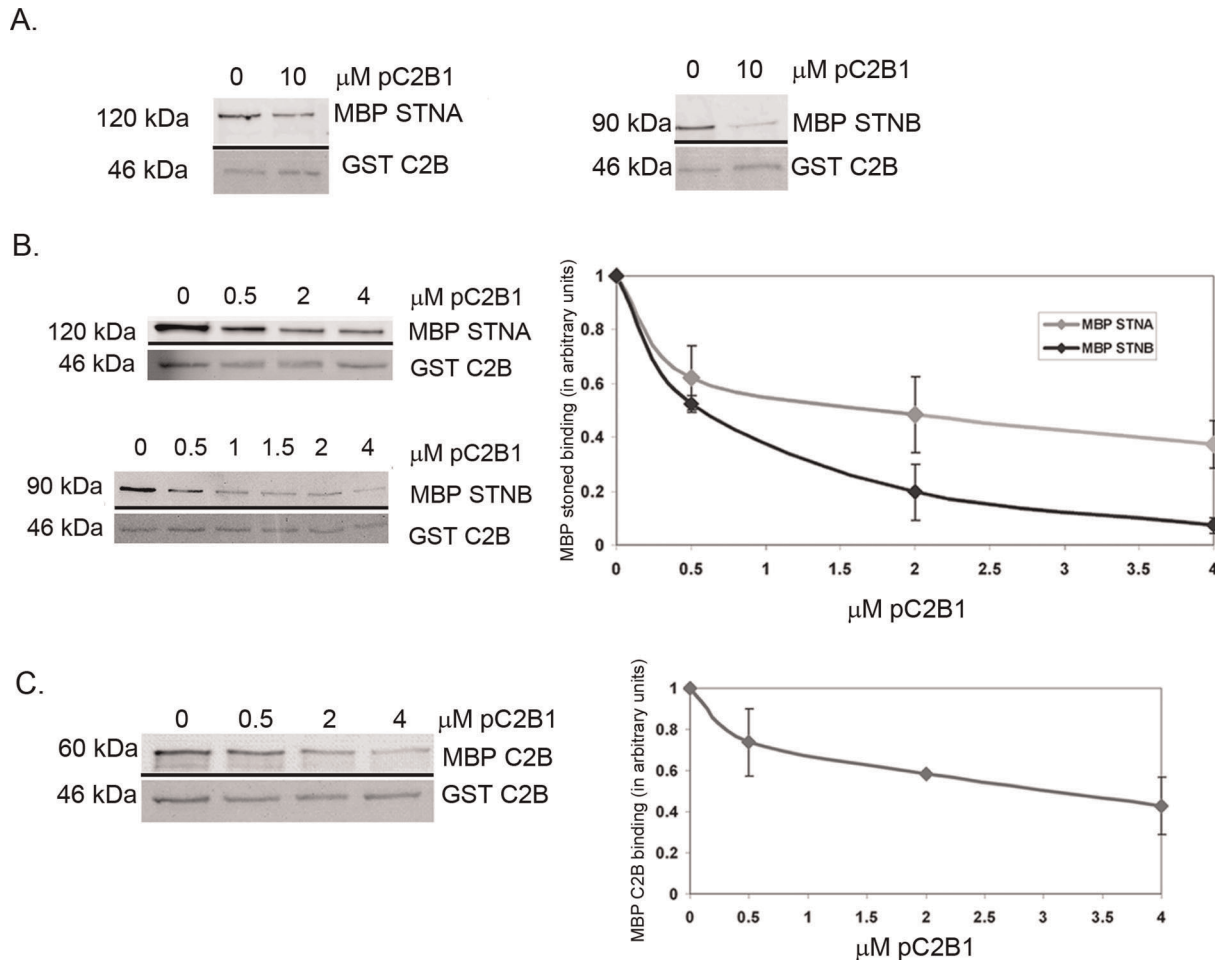 A.
0 10 μM pC2B1
120 kDa MBP STNA
46 kDa GST C2B
0 10 μM pC2B1
90 kDa MBP STNB
46 kDa GST C2B
B.
0 0.5 2 4 μM pC2B1
120 kDa MBP STNA
46 kDa GST C2B
0 0.5 1 1.5 2 4 μM pC2B1
90 kDa MBP STNB
46 kDa GST C2B
MBP stoned binding (in arbitrary units)
1
0.8
0.6
0.4
0.2
0
MBP STNA
MBP STNB
0 0.5 1 1.5 2 2.5 3 3.5 4
μM pC2B1
C.
0 0.5 2 4 μM pC2B1
60 kDa MBP C2B
46 kDa GST C2B
MBP C2B binding (in arbitrary units)
1
0.8
0.6
0.4
0.2
0
0 0.5 1 1.5 2 2.5 3 3.5 4
μM pC2B1